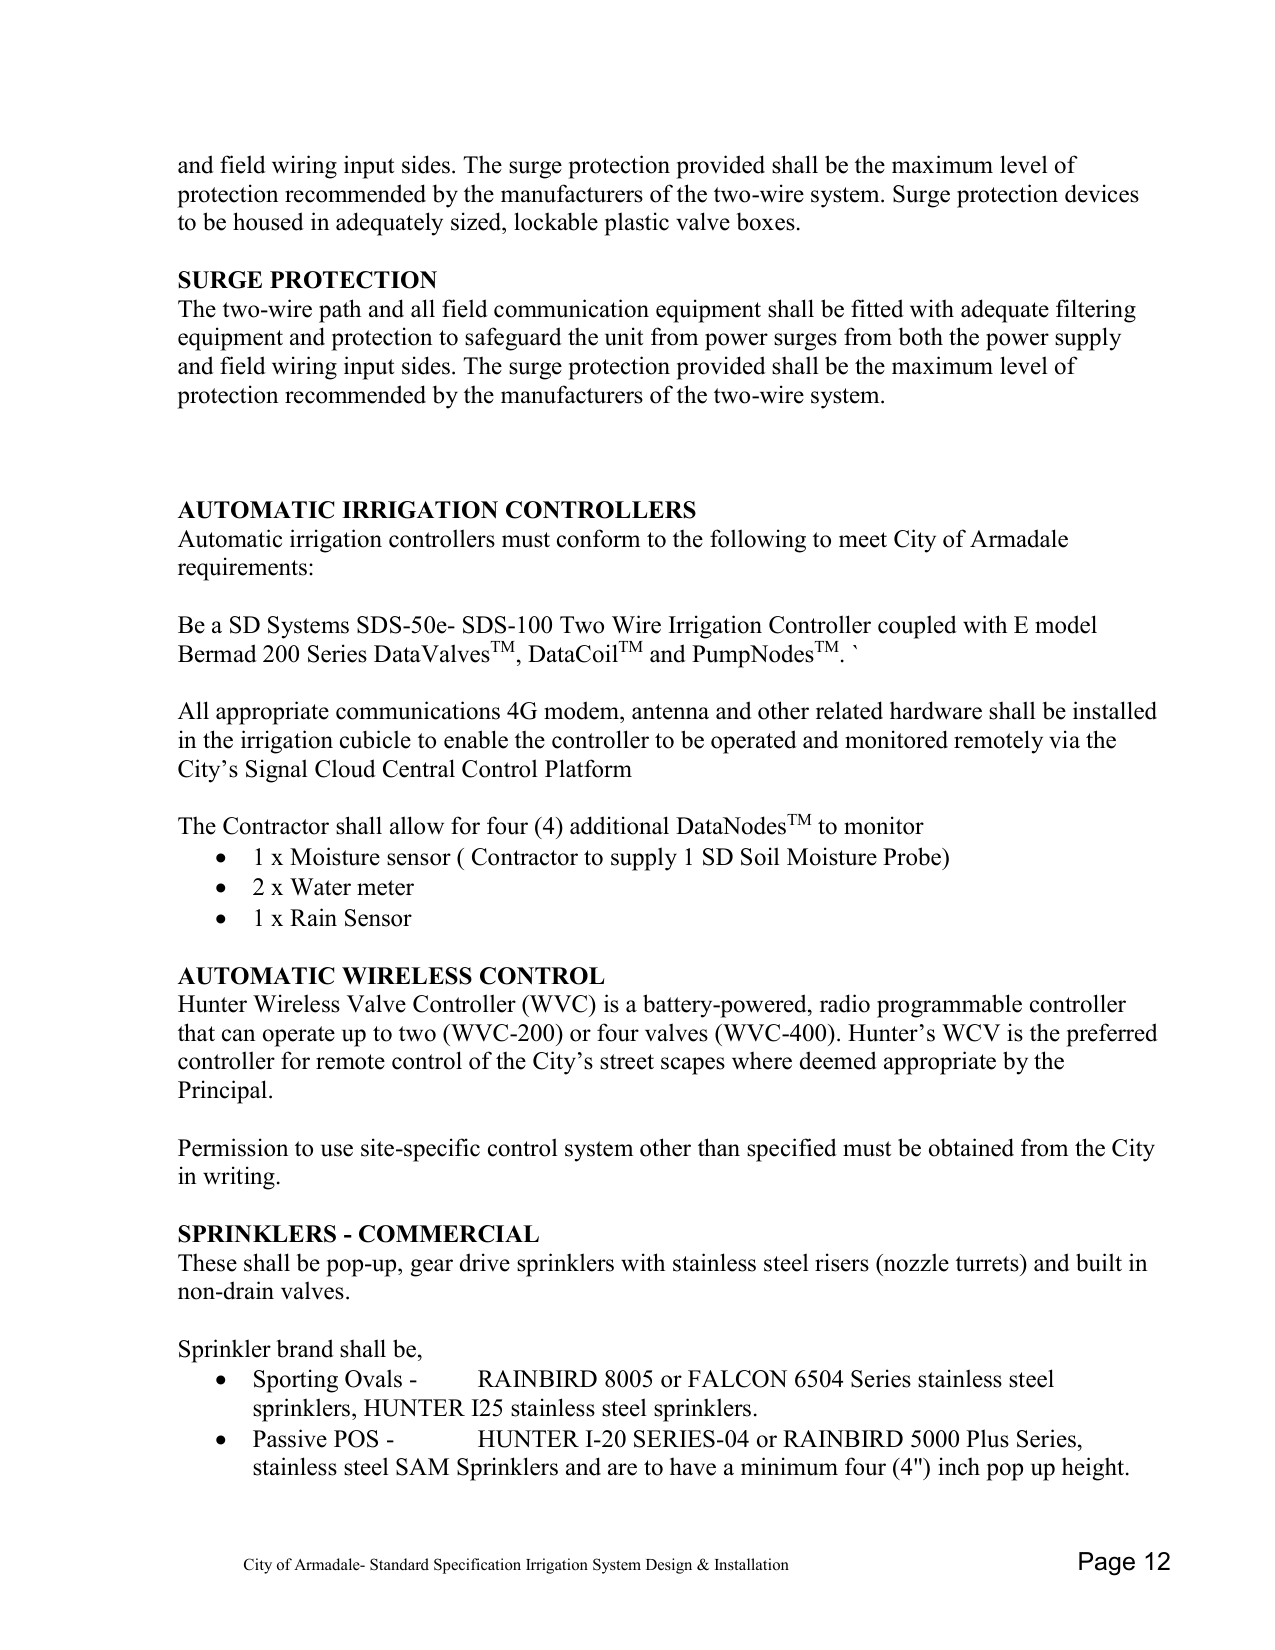 and field wiring input sides. The surge protection provided shall be the maximum level of
protection recommended by the manufacturers of the two-wire system. Surge protection devices
to be housed in adequately sized, lockable plastic valve boxes.
SURGE PROTECTION
The two-wire path and all field communication equipment shall be fitted with adequate filtering
equipment and protection to safeguard the unit from power surges from both the power supply
and field wiring input sides. The surge protection provided shall be the maximum level of
protection recommended by the manufacturers of the two-wire system.
AUTOMATIC IRRIGATION CONTROLLERS
Automatic irrigation controllers must conform to the following to meet City of Armadale
requirements:
Be a SD Systems SDS-50e- SDS-100 Two Wire Irrigation Controller coupled with E model
Bermad 200 Series DataValves™, DataCoil™ and PumpNodes™. `
All appropriate communications 4G modem, antenna and other related hardware shall be installed
in the irrigation cubicle to enable the controller to be operated and monitored remotely via the
City’s Signal Cloud Central Control Platform
The Contractor shall allow for four (4) additional DataNodes™ to monitor
• 1 x Moisture sensor ( Contractor to supply 1 SD Soil Moisture Probe)
• 2 x Water meter
• 1 x Rain Sensor
AUTOMATIC WIRELESS CONTROL
Hunter Wireless Valve Controller (WVC) is a battery-powered, radio programmable controller
that can operate up to two (WVC-200) or four valves (WVC-400). Hunter’s WCV is the preferred
controller for remote control of the City’s street scapes where deemed appropriate by the
Principal.
Permission to use site-specific control system other than specified must be obtained from the City
in writing.
SPRINKLERS - COMMERCIAL
These shall be pop-up, gear drive sprinklers with stainless steel risers (nozzle turrets) and built in
non-drain valves.
Sprinkler brand shall be,
• Sporting Ovals - RAINBIRD 8005 or FALCON 6504 Series stainless steel
sprinklers, HUNTER I25 stainless steel sprinklers.
• Passive POS - HUNTER I-20 SERIES-04 or RAINBIRD 5000 Plus Series,
stainless steel SAM Sprinklers and are to have a minimum four (4") inch pop up height.
City of Armadale- Standard Specification Irrigation System Design & Installation Page 12